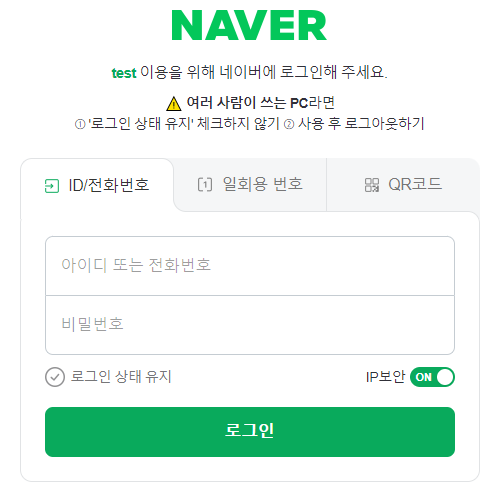 NAVER
test 이용을 위해 네이버에 로그인해 주세요.
여러 사람이 쓰는 PC라면
① '로그인 상태 유지' 체크하지 않기 ② 사용 후 로그아웃하기
ID/전화번호
1 일회용 번호
QR코드
아이디 또는 전화번호
비밀번호
로그인 상태 유지
IP보안 ON
로그인